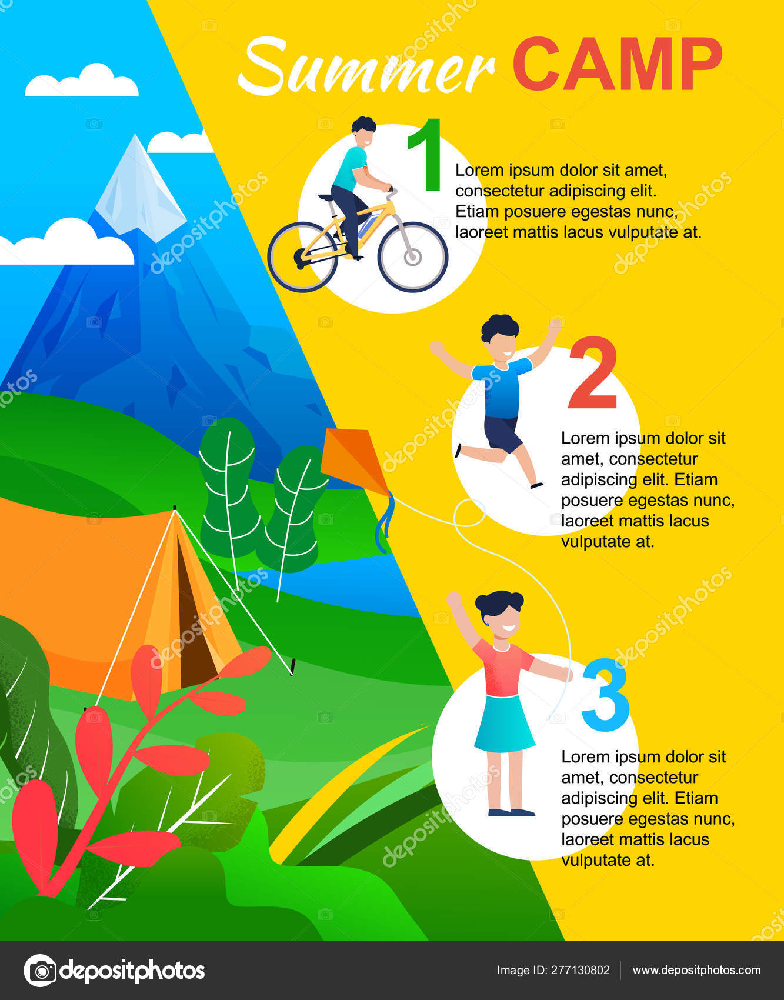 Summer CAMP
1
Lorem ipsum dolor sit amet,
consectetur adipiscing elit.
Etiam posuere egestas nunc,
laoreet mattis lacus vulputate at.
2
Lorem ipsum dolor sit
amet, consectetur
adipiscing elit. Etiam
posuere egestas nunc,
laoreet mattis lacus
vulputate at.
3
Lorem ipsum dolor sit
amet, consectetur
adipiscing elit. Etiam
posuere egestas nunc,
laoreet mattis lacus
vulputate at.
depositphotos
Image ID: 277130802
www.depositphotos.com